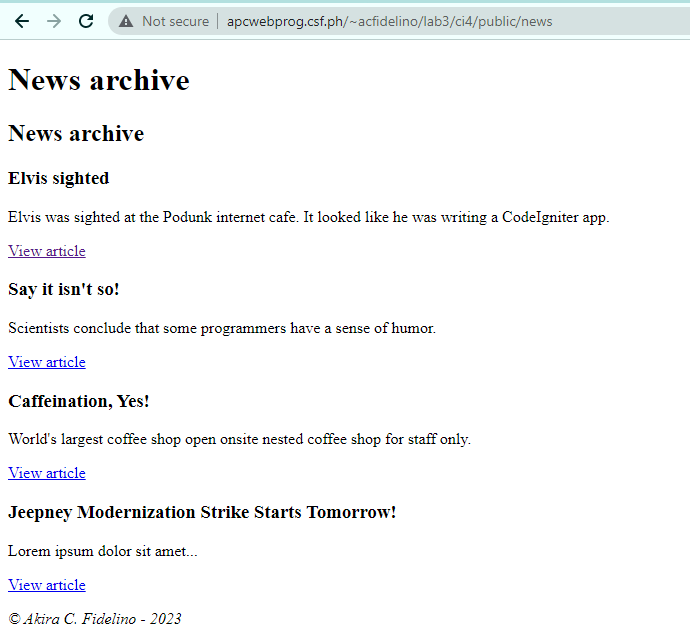 Not secure | apcwebprog.csf.ph/~acfidelino/lab3/ci4/public/news
News archive
News archive
Elvis sighted
Elvis was sighted at the Podunk internet cafe. It looked like he was writing a CodeIgniter app.
View article
Say it isn't so!
Scientists conclude that some programmers have a sense of humor.
View article
Caffeination, Yes!
World's largest coffee shop open onsite nested coffee shop for staff only.
View article
Jeepney Modernization Strike Starts Tomorrow!
Lorem ipsum dolor sit amet...
View article
© Akira C. Fidelino - 2023